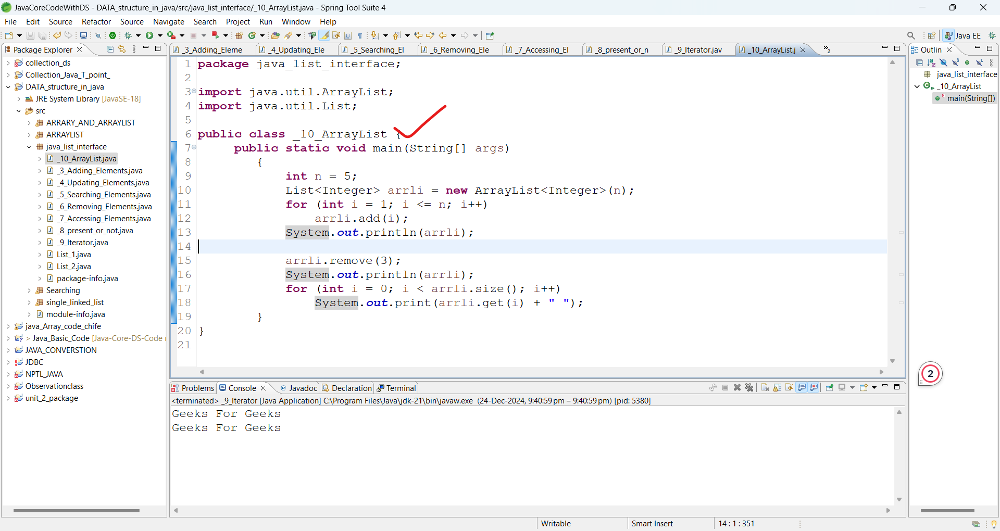 JavaCoreCodeWithDS - DATA_structure_in_java/src/java_list_interface/_10_ArrayList.java - Spring Tool Suite 4
File Edit Source Refactor Source Navigate Search Project Run Window Help
Java EE
Package Explorer
collection_ds
Collection_Java_T_point_
DATA_structure_in_java
JRE System Library [JavaSE-18]
src
ARRARY_AND_ARRAYLIST
ARRAYLIST
java_list_interface
_10_ArrayList.java
_3_Adding_Elements.java
_4_Updating_Elements.java
_5_Searching_Elements.java
_6_Removing_Elements.java
_7_Accessing_Elements.java
_8_present_or_not.java
_9_Iterator.java
List_1.java
List_2.java
package-info.java
Searching
single_linked_list
module-info.java
java_Array_code_chife
> Java_Basic_Code [Java-Core-DS-Code
JAVA_CONVERSTION
JDBC
NPTL_JAVA
Observationclass
unit_2_package
_3_Adding_Eleme _4_Updating_Ele _5_Searching_El _6_Removing_Ele _7_Accessing_El _8_present_or_n _9_Iterator.jav _10_ArrayList.j »2
1 package java_list_interface;
2
3 import java.util.ArrayList;
4 import java.util.List;
5
6 public class _10_ArrayList {
7 public static void main(String[] args)
8 {
9 int n = 5;
10 List<Integer> arrli = new ArrayList<Integer>(n);
11 for (int i = 1; i <= n; i++)
12 arrli.add(i);
13 System.out.println(arrli);
14
15 arrli.remove(3);
16 System.out.println(arrli);
17 for (int i = 0; i < arrli.size(); i++)
18 System.out.print(arrli.get(i) + " ");
19 }
20 }
21
Outlin
java_list_interface
_10_ArrayList
main(String[])
2
Problems Console Javadoc Declaration Terminal
<terminated> _9_Iterator [Java Application] C:\Program Files\Java\jdk-21\bin\javaw.exe (24-Dec-2024, 9:40:59 pm – 9:40:59 pm) [pid: 5380]
Geeks For Geeks
Geeks For Geeks
Writable Smart Insert 14 : 1 : 351